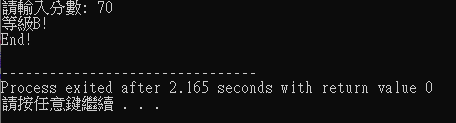 請輸入分數: 70
等級B!
End!
--------------------------------
Process exited after 2.165 seconds with return value 0
請按任意鍵繼續 . . .